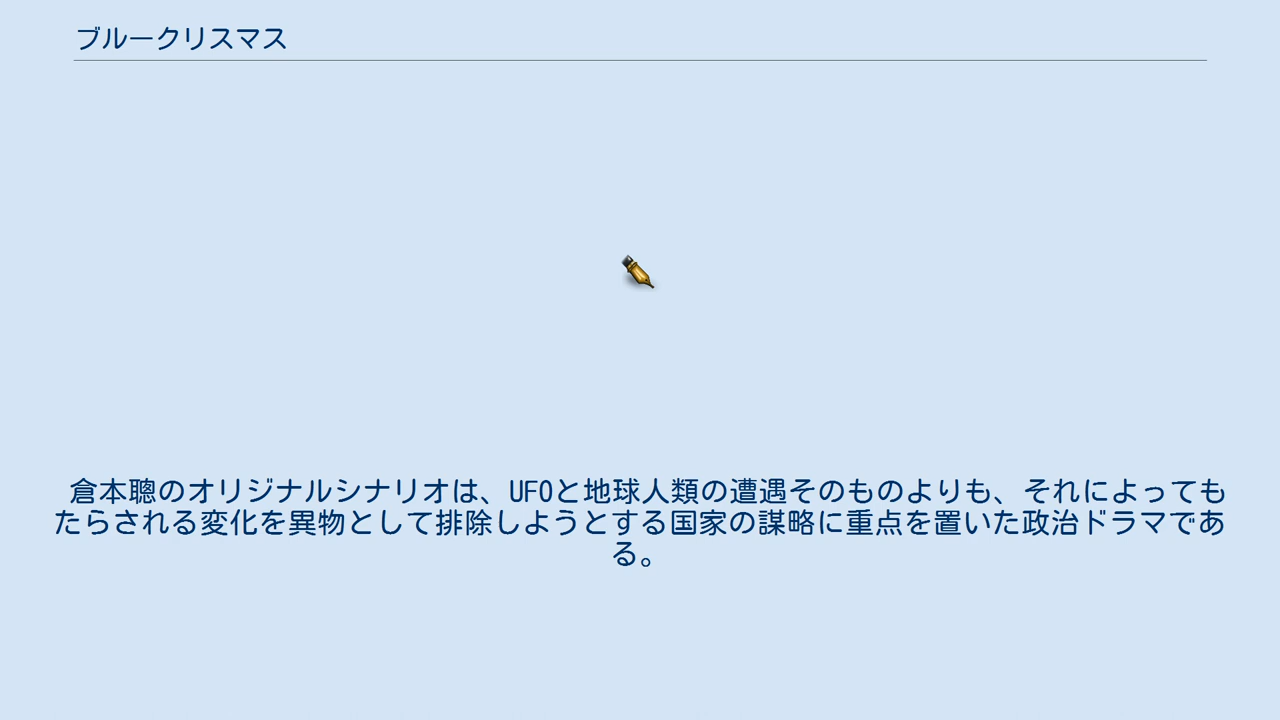 ブルークリスマス
倉本聰のオリジナルシナリオは、UFOと地球人類の遭遇そのものよりも、それによっても
たらされる変化を異物として排除しようとする国家の謀略に重点を置いた政治ドラマであ
る。